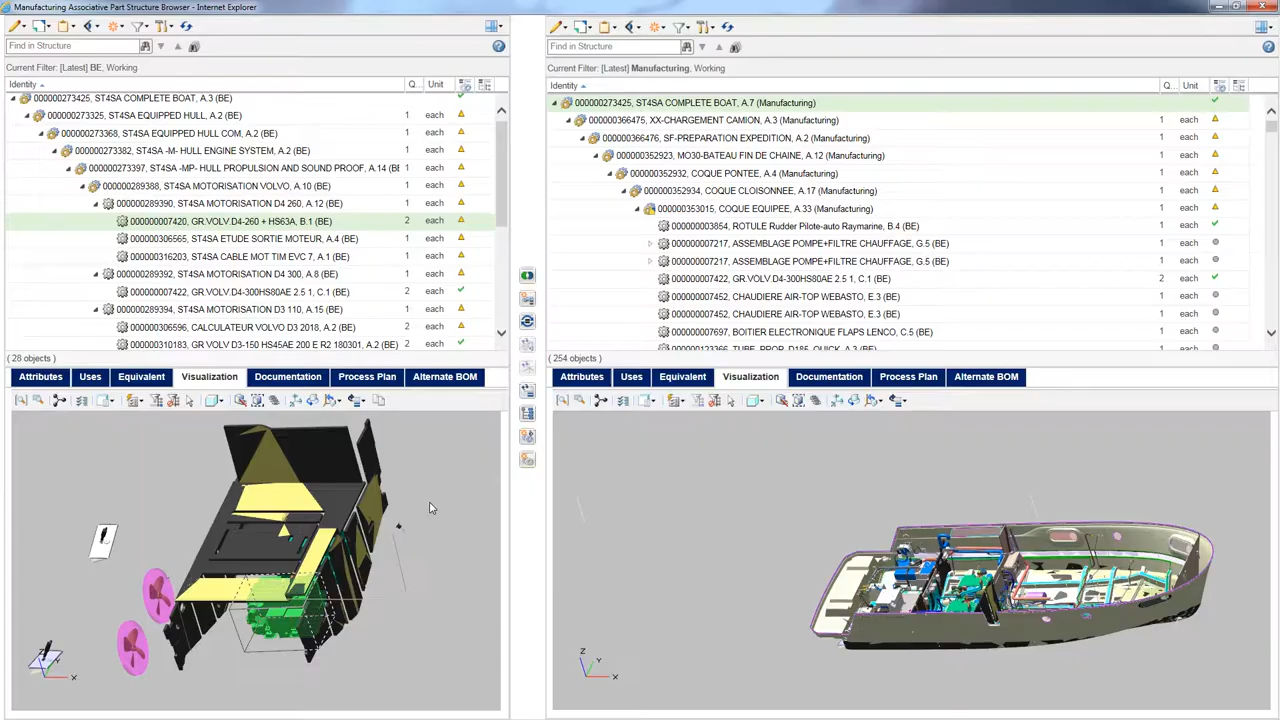 Manufacturing Associative Part Structure Browser - Internet Explorer
Find in Structure
Current Filter: [Latest] BE, Working
Identity Q... Unit
000000273425, ST4SA COMPLETE BOAT, A.3 (BE)
000000273325, ST4SA EQUIPPED HULL, A.2 (BE) 1 each
000000273368, ST4SA EQUIPPED HULL COM, A.2 (BE) 1 each
000000273382, ST4SA -M- HULL ENGINE SYSTEM, A.2 (BE) 1 each
000000273397, ST4SA -MP- HULL PROPULSION AND SOUND PROOF, A.14 (BE 1 each
000000289388, ST4SA MOTORISATION VOLVO, A.10 (BE) 1 each
000000289390, ST4SA MOTORISATION D4 260, A.12 (BE) 1 each
000000007420, GR.VOLV.D4-260 + HS63A, B.1 (BE) 2 each
000000306565, ST4SA ETUDE SORTIE MOTEUR, A.4 (BE) 1 each
000000316203, ST4SA CABLE MOT TIM EVC 7, A.1 (BE) 1 each
000000289392, ST4SA MOTORISATION D4 300, A.8 (BE) 1 each
000000007422, GR.VOLV.D4-300HS80AE 2.5 1, C.1 (BE) 2 each
000000289394, ST4SA MOTORISATION D3 110, A.15 (BE) 1 each
000000306596, CALCULATEUR VOLVO D3 2018, A.2 (BE) 2 each
000000310183, GR VOLV D3-150 HS45AE 200 E R2 180301, A.2 (BE) 2 each
( 28 objects)
Attributes Uses Equivalent Visualization Documentation Process Plan Alternate BOM
X
Find in Structure
Current Filter: [Latest] Manufacturing, Working
Identity Q... Unit
000000273425, ST4SA COMPLETE BOAT, A.7 (Manufacturing)
000000366475, XX-CHARGEMENT CAMION, A.3 (Manufacturing) 1 each
000000366476, SF-PREPARATION EXPEDITION, A.2 (Manufacturing) 1 each
000000352923, MO30-BATEAU FIN DE CHAINE, A.12 (Manufacturing) 1 each
000000352932, COQUE PONTEE, A.4 (Manufacturing) 1 each
000000352934, COQUE CLOISONNEE, A.17 (Manufacturing) 1 each
000000353015, COQUE EQUIPEE, A.33 (Manufacturing) 1 each
000000003854, ROTULE Rudder Pilote-auto Raymarine, B.4 (BE) 1 each
000000007217, ASSEMBLAGE POMPE+FILTRE CHAUFFAGE, G.5 (BE) 1 each
000000007217, ASSEMBLAGE POMPE+FILTRE CHAUFFAGE, G.5 (BE) 1 each
000000007422, GR.VOLV.D4-300HS80AE 2.5 1, C.1 (BE) 2 each
000000007452, CHAUDIERE AIR-TOP WEBASTO, E.3 (BE) 1 each
000000007452, CHAUDIERE AIR-TOP WEBASTO, E.3 (BE) 1 each
000000007697, BOITIER ELECTRONIQUE FLAPS LENCO, C.5 (BE) 1 each
000000123366, TUBE, PROP, D185, QUICK, A.3 (BE) 1 each
( 254 objects)
Attributes Uses Equivalent Visualization Documentation Process Plan Alternate BOM
Z
Y
X